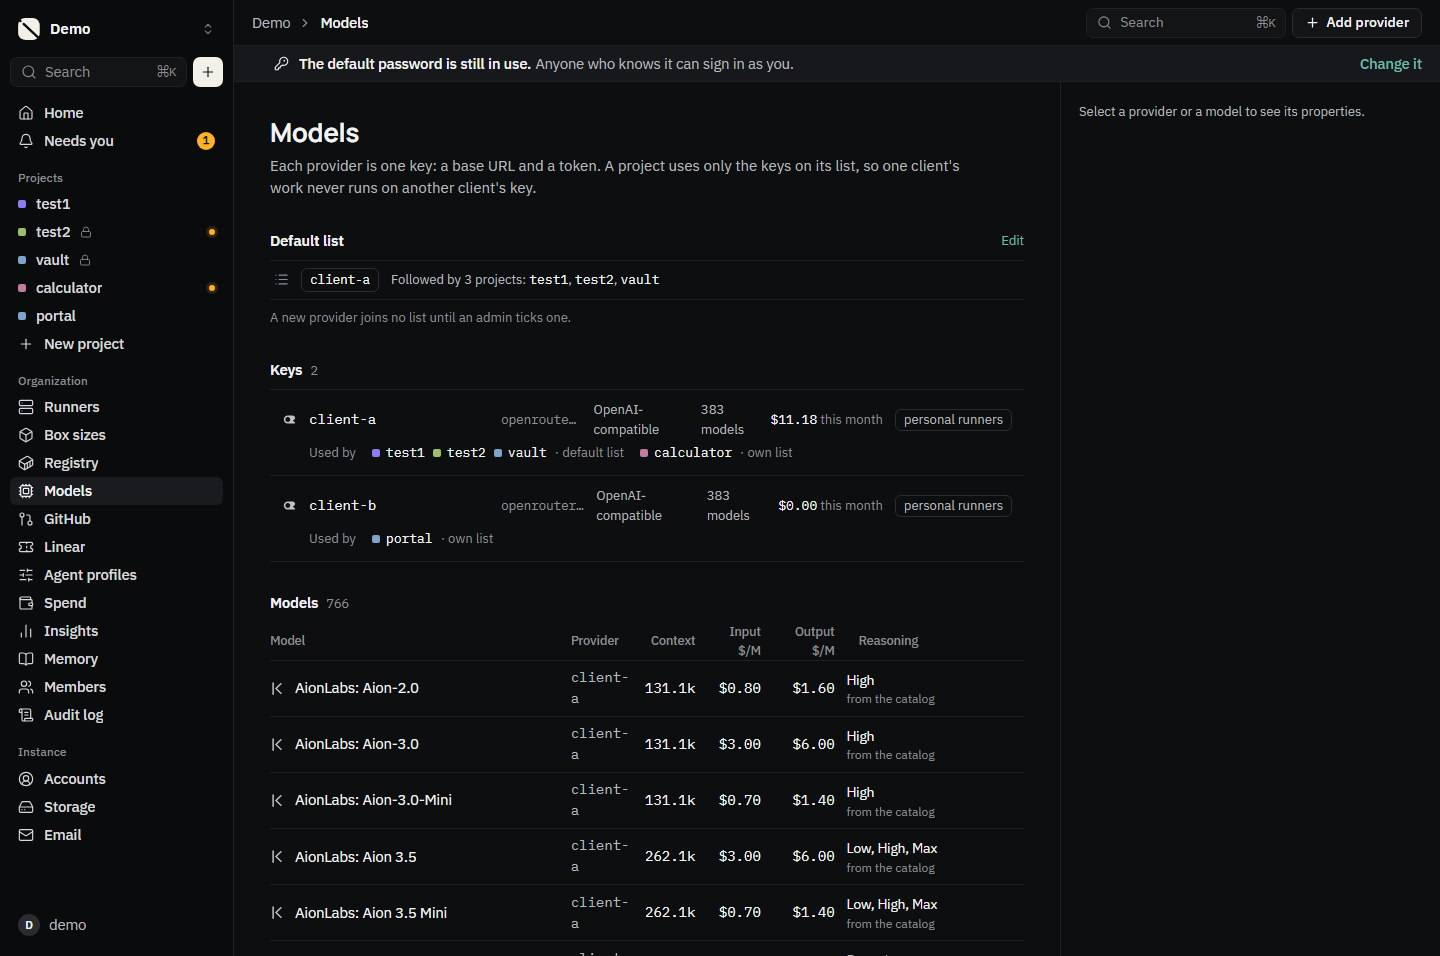 Demo
Search ⌘K
Home
Needs you 1
Projects
test1
test2
vault
calculator
portal
New project
Organization
Runners
Box sizes
Registry
Models
GitHub
Linear
Agent profiles
Spend
Insights
Memory
Members
Audit log
Instance
Accounts
Storage
Email
D demo
Demo > Models
Search ⌘K
+ Add provider
The default password is still in use. Anyone who knows it can sign in as you. Change it
Models
Each provider is one key: a base URL and a token. A project uses only the keys on its list, so one client's
work never runs on another client's key.
Default list Edit
client-a Followed by 3 projects: test1, test2, vault
A new provider joins no list until an admin ticks one.
Keys 2
client-a openroute… OpenAI-compatible 383 models $11.18 this month personal runners
Used by test1 test2 vault · default list calculator · own list
client-b openrouter… OpenAI-compatible 383 models $0.00 this month personal runners
Used by portal · own list
Models 766
Model Provider Context Input $/M Output $/M Reasoning
AionLabs: Aion-2.0 client-a 131.1k $0.80 $1.60 High
from the catalog
AionLabs: Aion-3.0 client-a 131.1k $3.00 $6.00 High
from the catalog
AionLabs: Aion-3.0-Mini client-a 131.1k $0.70 $1.40 High
from the catalog
AionLabs: Aion 3.5 client-a 262.1k $3.00 $6.00 Low, High, Max
from the catalog
AionLabs: Aion 3.5 Mini client-a 262.1k $0.70 $1.40 Low, High, Max
from the catalog
Select a provider or a model to see its properties.